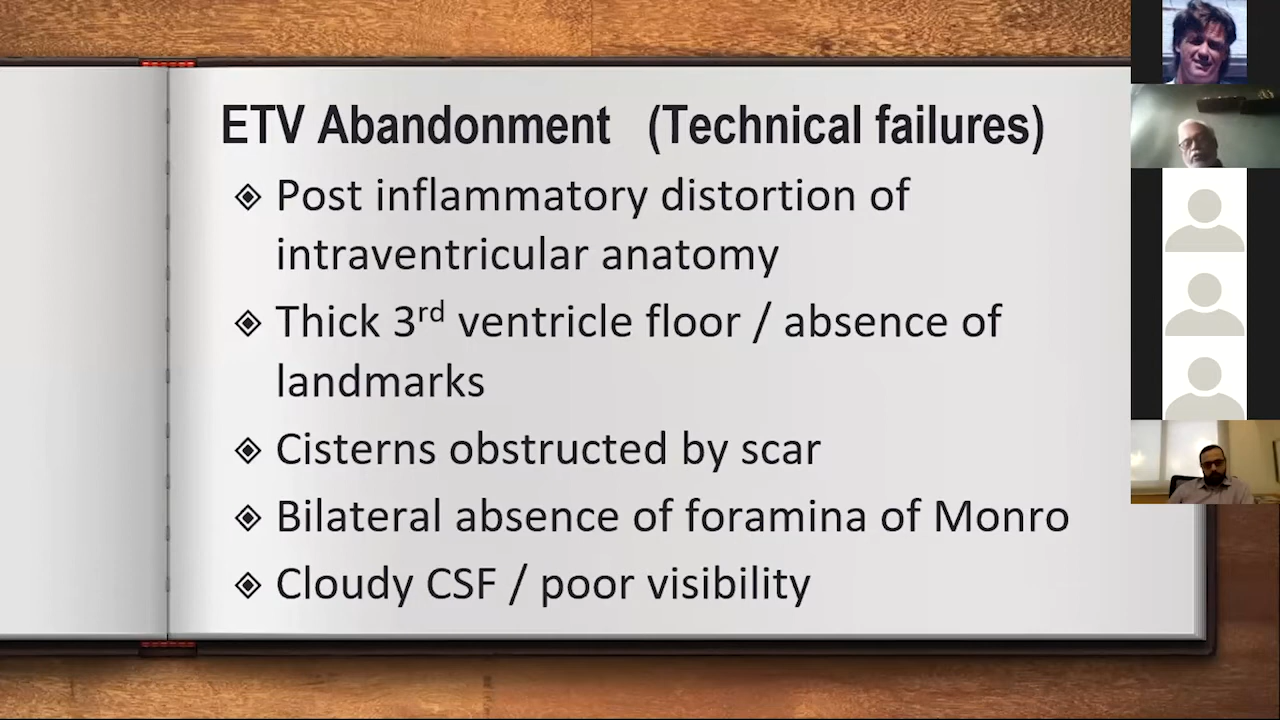 ETV Abandonment (Technical failures)
Post inflammatory distortion of
intraventricular anatomy
Thick 3rd ventricle floor / absence of
landmarks
Cisterns obstructed by scar
Bilateral absence of foramina of Monro
Cloudy CSF / poor visibility